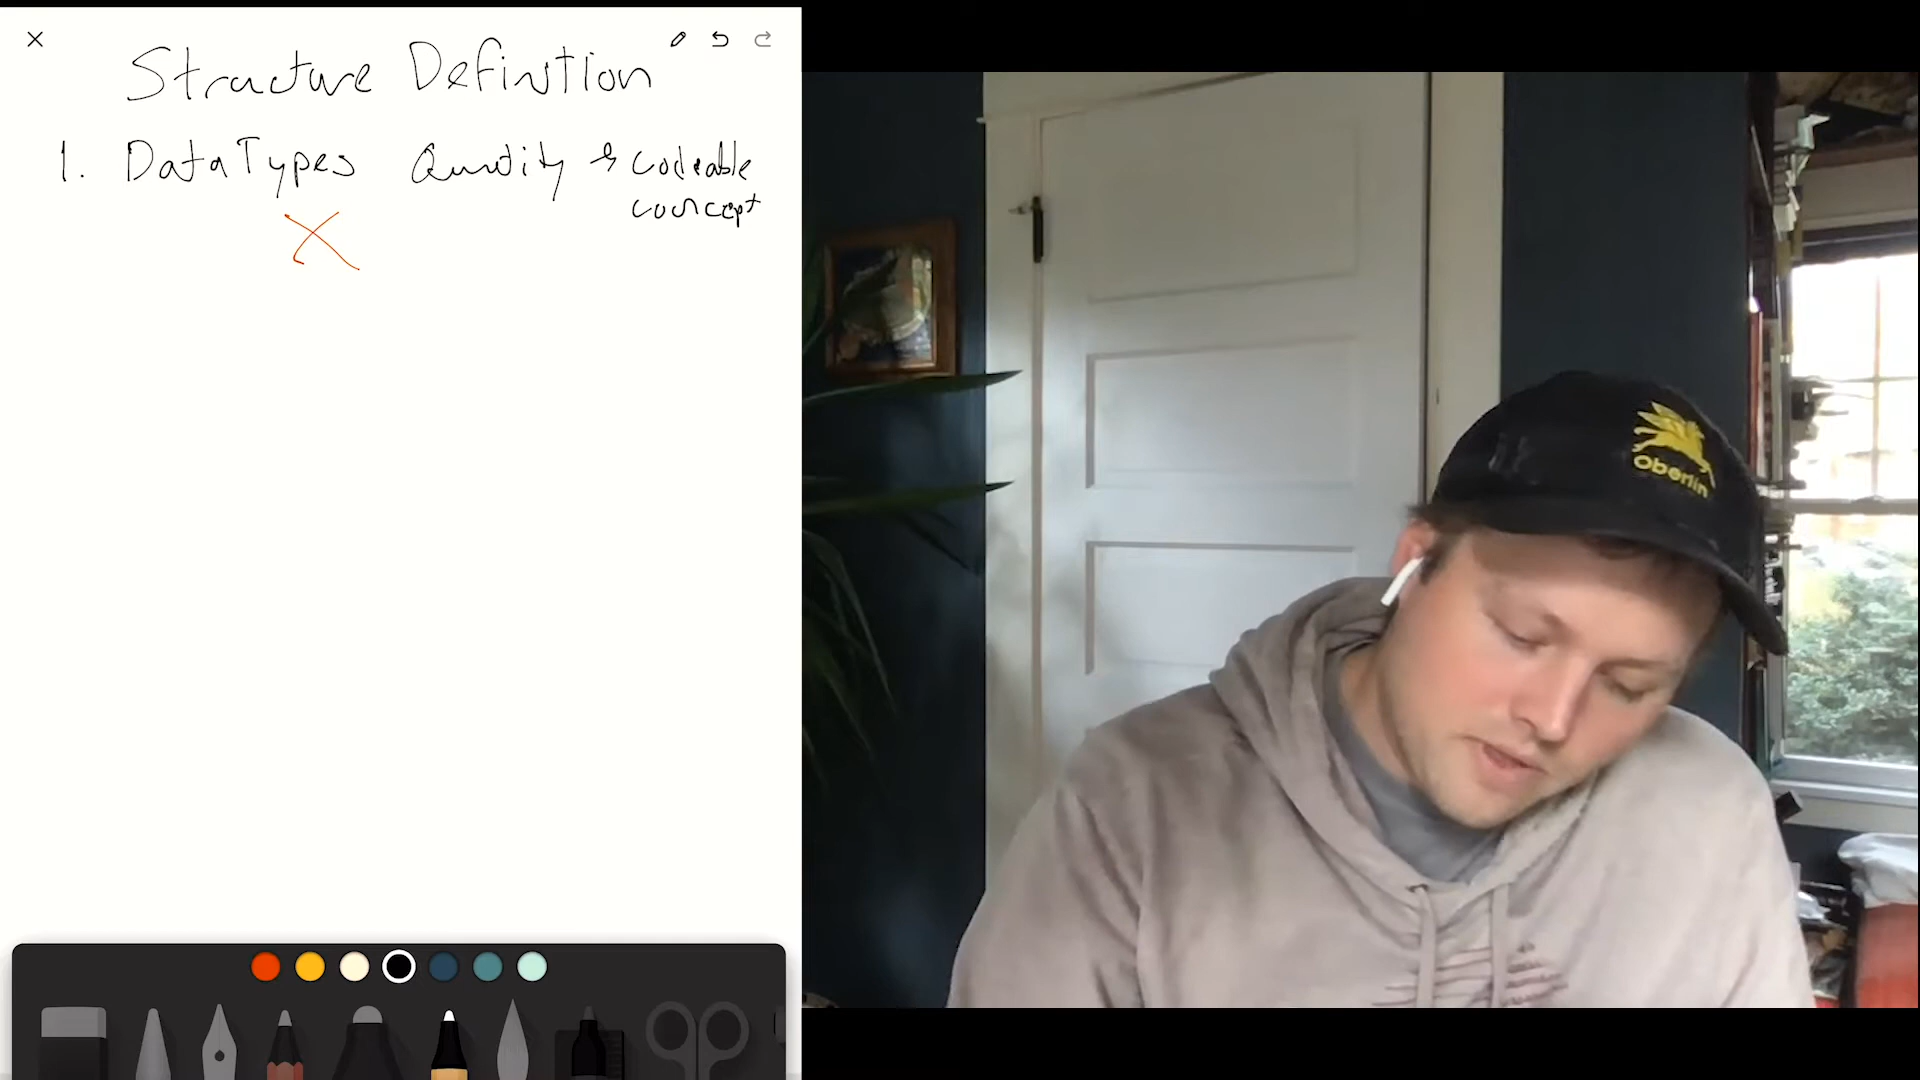 Structure Definition
1. DataTypes Quantity & codeable
concept
X
Oberlin